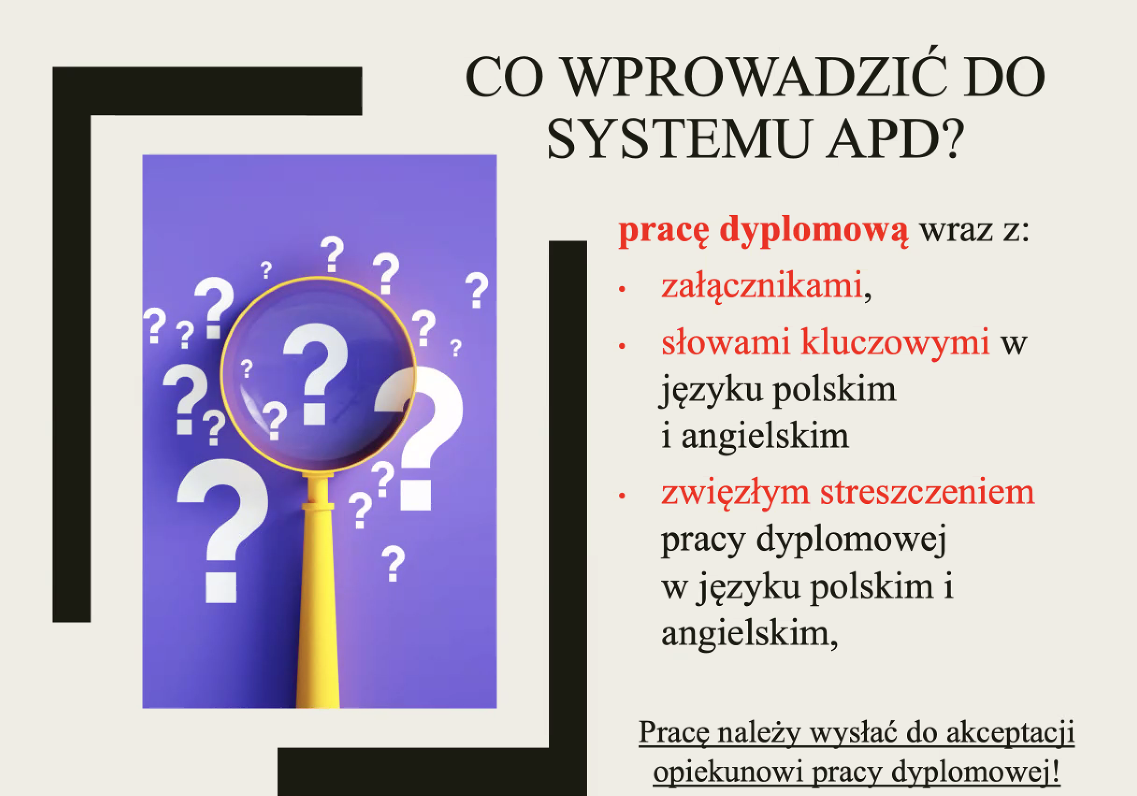 CO WPROWADZIĆ DO
SYSTEMU APD?
pracę dyplomową wraz z:
• załącznikami,
• słowami kluczowymi w
języku polskim
i angielskim
• zwięzłym streszczeniem
pracy dyplomowej
w języku polskim i
angielskim,
Pracę należy wysłać do akceptacji
opiekunowi pracy dyplomowej!